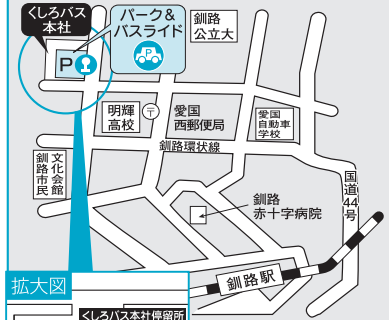 くしろバス
本社
パーク&
バスライド
釧路
公立大
P
明輝
高校
〒
愛国
西郵便局
愛国
自動車
学校
釧路環状線
釧路市民
文化会館
国道44号
釧路
赤十字病院
釧路駅
拡大図
くしろバス本社停留所